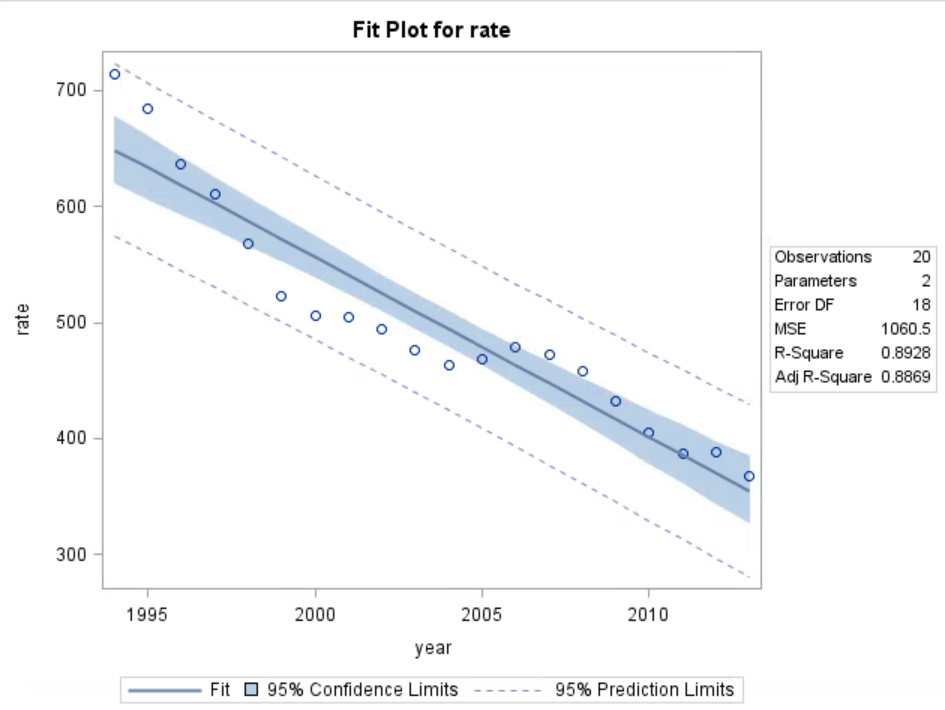 Fit Plot for rate
700
600
500
400
300
rate
1995 2000 2005 2010
year
Observations 20
Parameters 2
Error DF 18
MSE 1060.5
R-Square 0.8928
Adj R-Square 0.8869
Fit 95% Confidence Limits 95% Prediction Limits